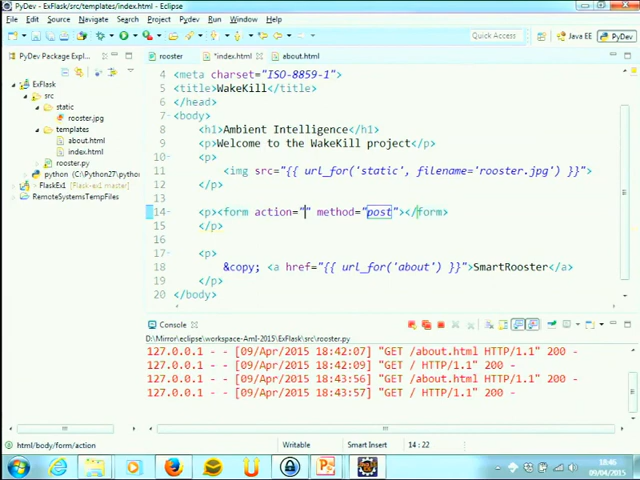 PyDev - ExFlask/src/templates/index.html - Eclipse
File Edit Source Navigate Search Project Pydev Run Window Help
Quick Access Java EE PyDev
PyDev Package Explor
rooster *index.html about.html
ExFlask
src
static
rooster.jpg
templates
about.html
index.html
rooster.py
python (C:\Python27\pytho
FlaskEx1 [Flask-ex1 master]
RemoteSystemsTempFiles
4 <meta charset="ISO-8859-1">
5 <title>WakeKill</title>
6 </head>
7 <body>
8 <h1>Ambient Intelligence</h1>
9 <p>Welcome to the WakeKill project</p>
10 <p>
11 <img src="{{ url_for('static', filename='rooster.jpg') }}">
12 </p>
13
14 <p><form action="" method="post"></form>
15 </p>
16
17 <p>
18 &copy; <a href="{{ url_for('about') }}">SmartRooster</a>
19 </p>
20 </body>
Console
D:\Mirror\eclipse\workspace-AmI-2015\ExFlask\src\rooster.py
127.0.0.1 - - [09/Apr/2015 18:42:07] "GET /about.html HTTP/1.1" 200 -
127.0.0.1 - - [09/Apr/2015 18:42:09] "GET / HTTP/1.1" 200 -
127.0.0.1 - - [09/Apr/2015 18:43:56] "GET /about.html HTTP/1.1" 200 -
127.0.0.1 - - [09/Apr/2015 18:43:57] "GET / HTTP/1.1" 200 -
html/body/form/action Writable Smart Insert 14 : 22
18:46
09/04/2015